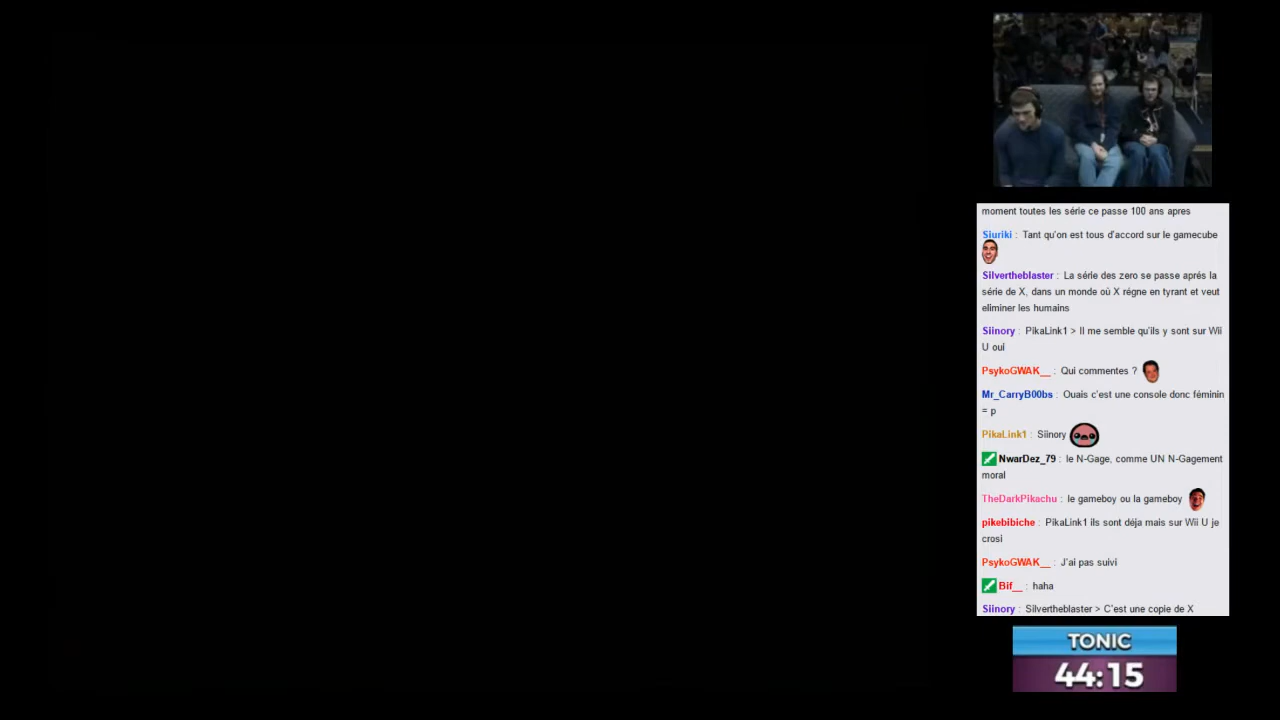 moment toutes les série ce passe 100 ans apres
Siuriki : Tant qu'on est tous d'accord sur le gamecube
Silvertheblaster : La série des zero se passe aprés la
série de X, dans un monde où X régne en tyrant et veut
eliminer les humains
Siinory : PikaLink1 > Il me semble qu'ils y sont sur Wii
U oui
PsykoGWAK__ : Qui commentes ?
Mr_CarryB00bs : Ouais c'est une console donc féminin
= p
PikaLink1 : Siinory
NwarDez_79 : le N-Gage, comme UN N-Gagement
moral
TheDarkPikachu : le gameboy ou la gameboy
pikebibiche : PikaLink1 ils sont déja mais sur Wii U je
crosi
PsykoGWAK__ : J'ai pas suivi
Bif__ : haha
Siinory : Silvertheblaster > C'est une copie de X
TONIC
44:15